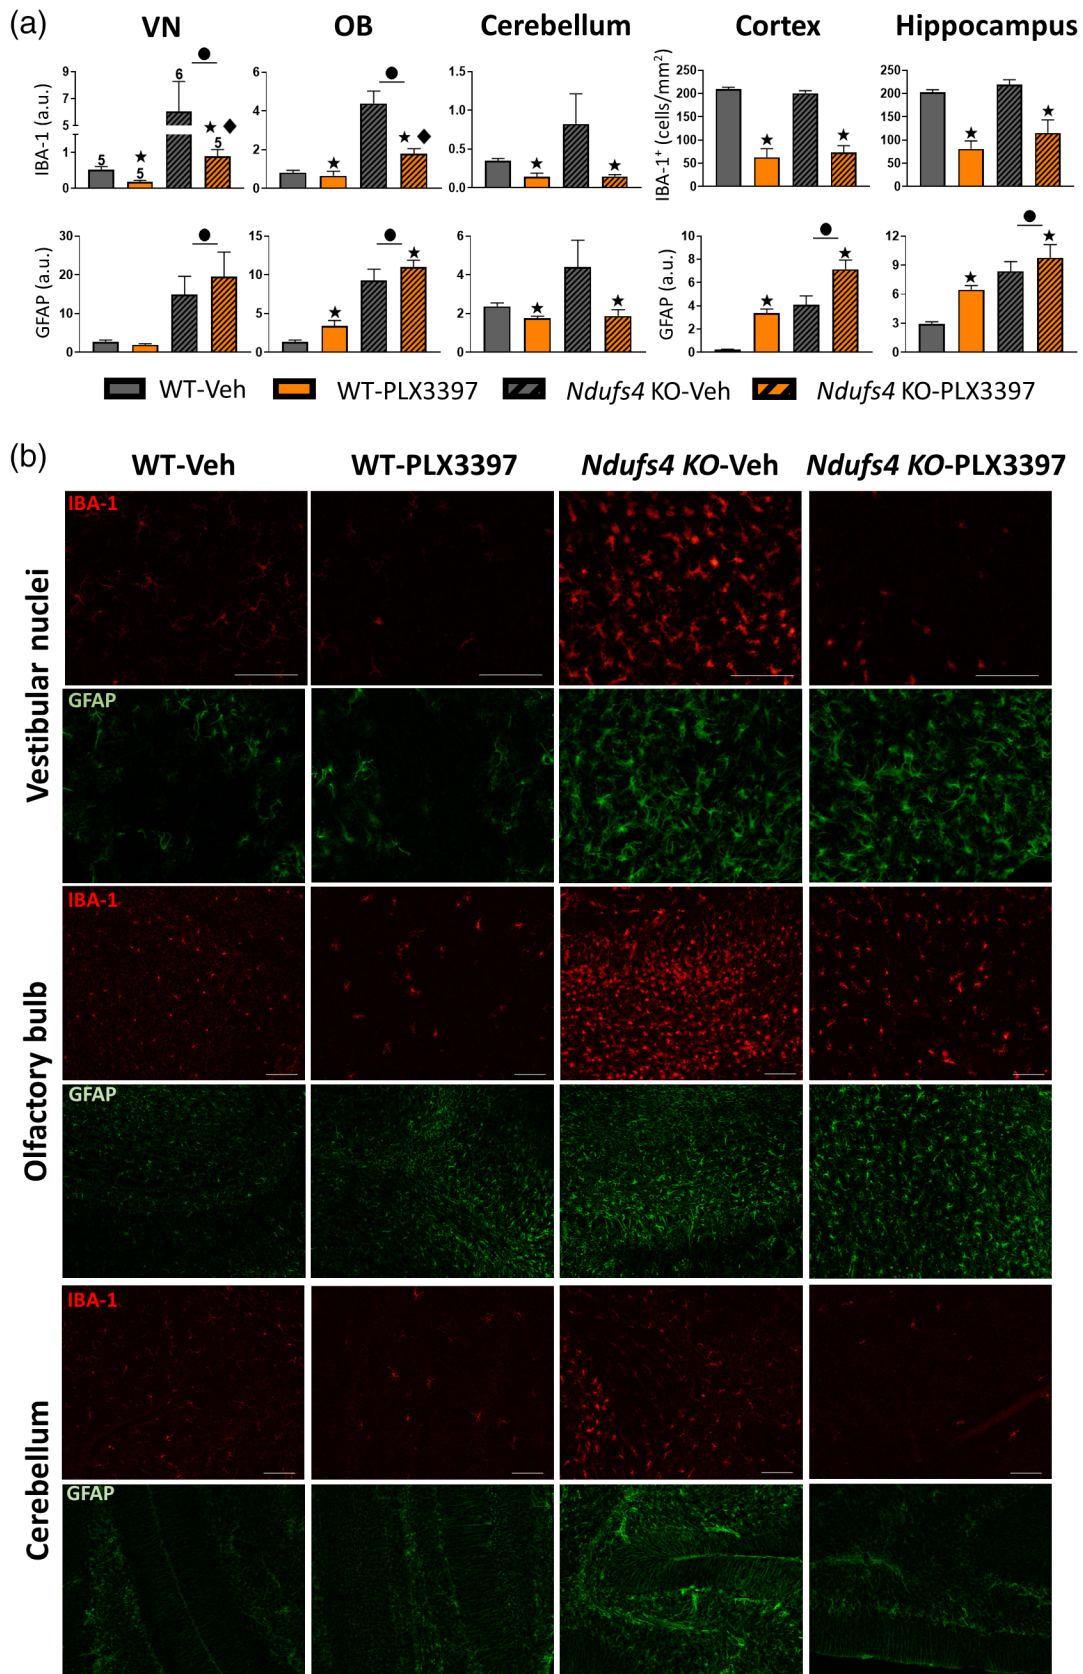 (a)
VN OB Cerebellum Cortex Hippocampus
IBA-1 (a.u.)
9
7
5
1
0
5
5
6
5
6
4
2
0
1.5
1.0
0.5
0.0
IBA-1+ (cells/mm2)
250
200
150
100
50
0
250
200
150
100
50
0
GFAP (a.u.)
30
20
10
0
15
10
5
0
6
4
2
0
GFAP (a.u.)
10
8
6
4
2
0
12
9
6
3
0
WT-Veh WT-PLX3397 Ndufs4 KO-Veh Ndufs4 KO-PLX3397
(b)
WT-Veh WT-PLX3397 Ndufs4 KO-Veh Ndufs4 KO-PLX3397
Vestibular nuclei
IBA-1
GFAP
Olfactory bulb
IBA-1
GFAP
Cerebellum
IBA-1
GFAP